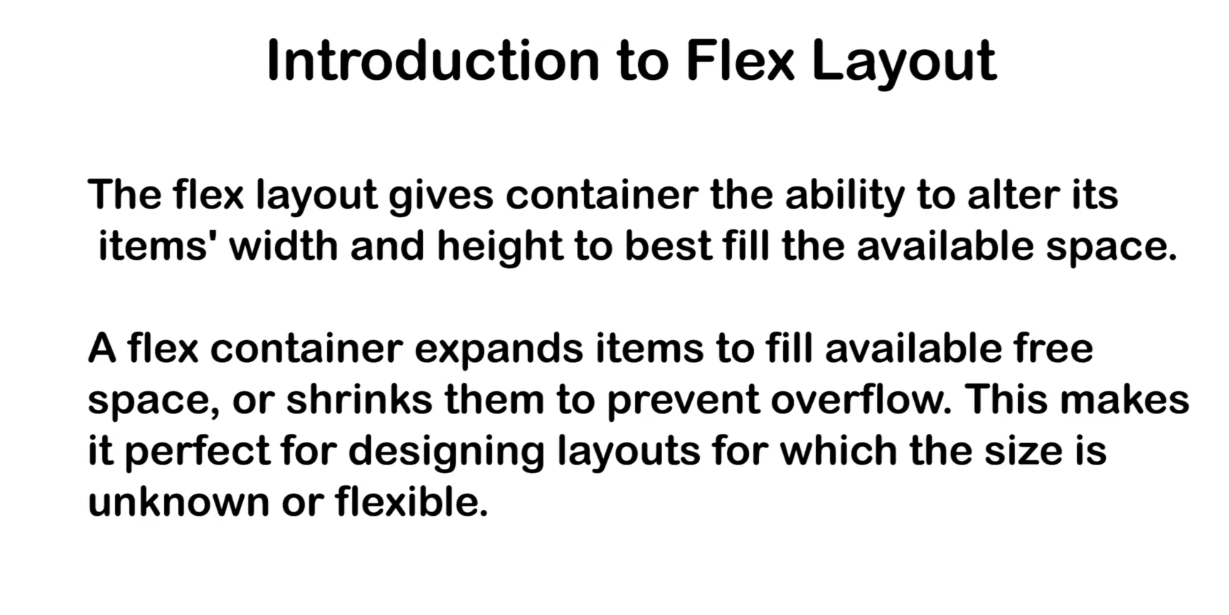 Introduction to Flex Layout
The flex layout gives container the ability to alter its
items' width and height to best fill the available space.
A flex container expands items to fill available free
space, or shrinks them to prevent overflow. This makes
it perfect for designing layouts for which the size is
unknown or flexible.